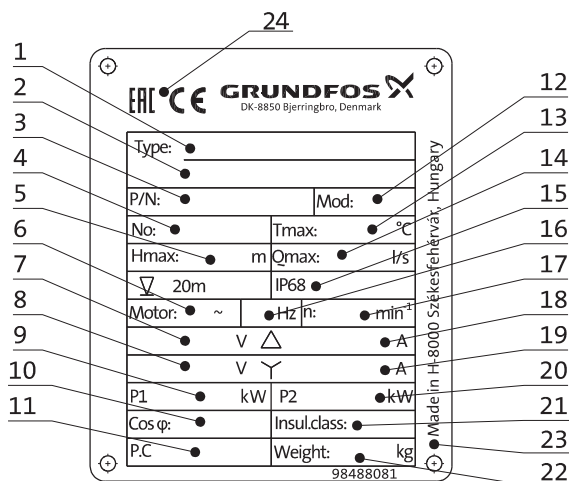 24
1
2
3
4
5
6
7
8
9
10
11
EAC CE GRUNDFOS
DK-8850 Bjerringbro, Denmark
Type:
P/N: Mod:
No: Tmax: °C
Hmax: m Qmax: l/s
20m IP68
Motor: ~ Hz n: min-1
V △ A
V Y A
P1 kW P2 kW
Cos φ: Insul.class:
P.C Weight: kg
98488081
Made in H-8000 Székesfehérvár, Hungary
12
13
14
15
16
17
18
19
20
21
23
22